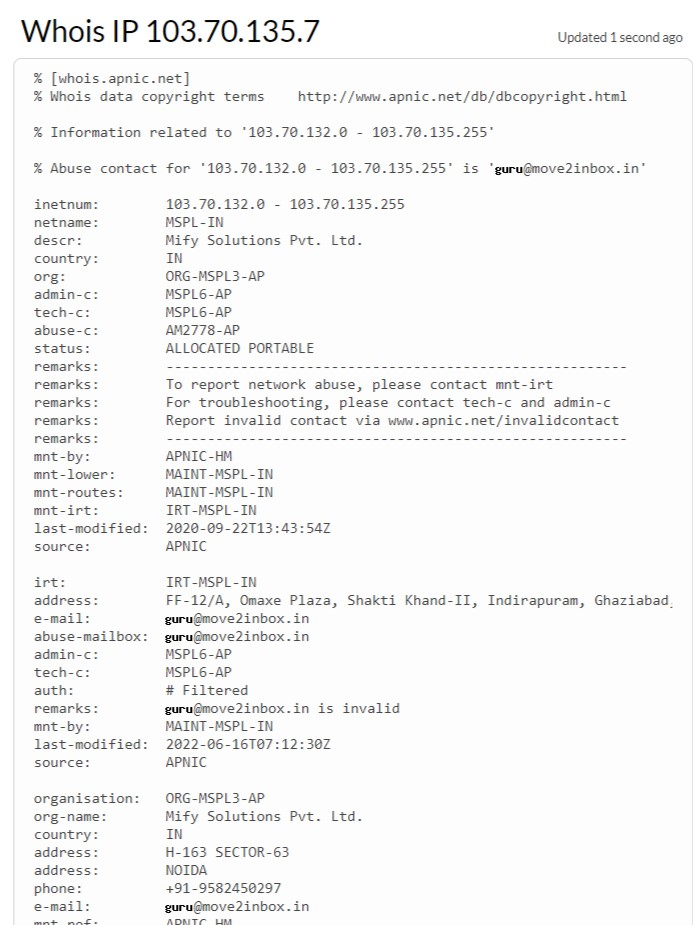 Whois IP 103.70.135.7
Updated 1 second ago
% [whois.apnic.net]
% Whois data copyright terms    http://www.apnic.net/db/dbcopyright.html
% Information related to '103.70.132.0 - 103.70.135.255'
% Abuse contact for '103.70.132.0 - 103.70.135.255' is 'guru@move2inbox.in'
inetnum:        103.70.132.0 - 103.70.135.255
netname:        MSPL-IN
descr:          Mify Solutions Pvt. Ltd.
country:        IN
org:            ORG-MSPL3-AP
admin-c:        MSPL6-AP
tech-c:         MSPL6-AP
abuse-c:        AM2778-AP
status:         ALLOCATED PORTABLE
remarks:        --------------------------------------------------------
remarks:        To report network abuse, please contact mnt-irt
remarks:        For troubleshooting, please contact tech-c and admin-c
remarks:        Report invalid contact via www.apnic.net/invalidcontact
remarks:        --------------------------------------------------------
mnt-by:         APNIC-HM
mnt-lower:      MAINT-MSPL-IN
mnt-routes:     MAINT-MSPL-IN
mnt-irt:        IRT-MSPL-IN
last-modified:  2020-09-22T13:43:54Z
source:         APNIC
irt:            IRT-MSPL-IN
address:        FF-12/A, Omaxe Plaza, Shakti Khand-II, Indirapuram, Ghaziabad
e-mail:         guru@move2inbox.in
abuse-mailbox:  guru@move2inbox.in
admin-c:        MSPL6-AP
tech-c:         MSPL6-AP
auth:           # Filtered
remarks:        guru@move2inbox.in is invalid
mnt-by:         MAINT-MSPL-IN
last-modified:  2022-06-16T07:12:30Z
source:         APNIC
organisation:   ORG-MSPL3-AP
org-name:       Mify Solutions Pvt. Ltd.
country:        IN
address:        H-163 SECTOR-63
address:        NOIDA
phone:          +91-9582450297
e-mail:         guru@move2inbox.in
mnt-ref:        APNIC-HM